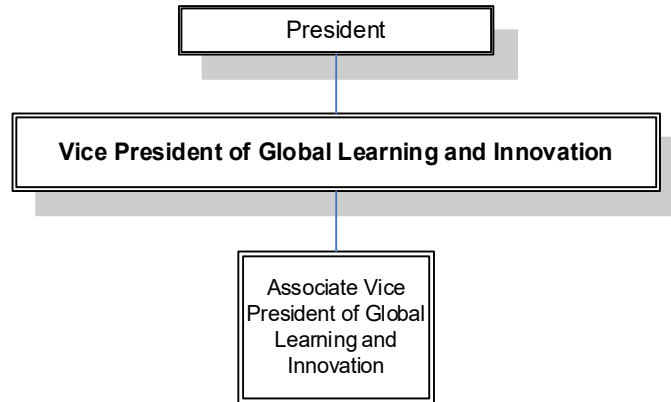 President
Vice President of Global Learning and Innovation
Associate Vice
President of Global
Learning and
Innovation